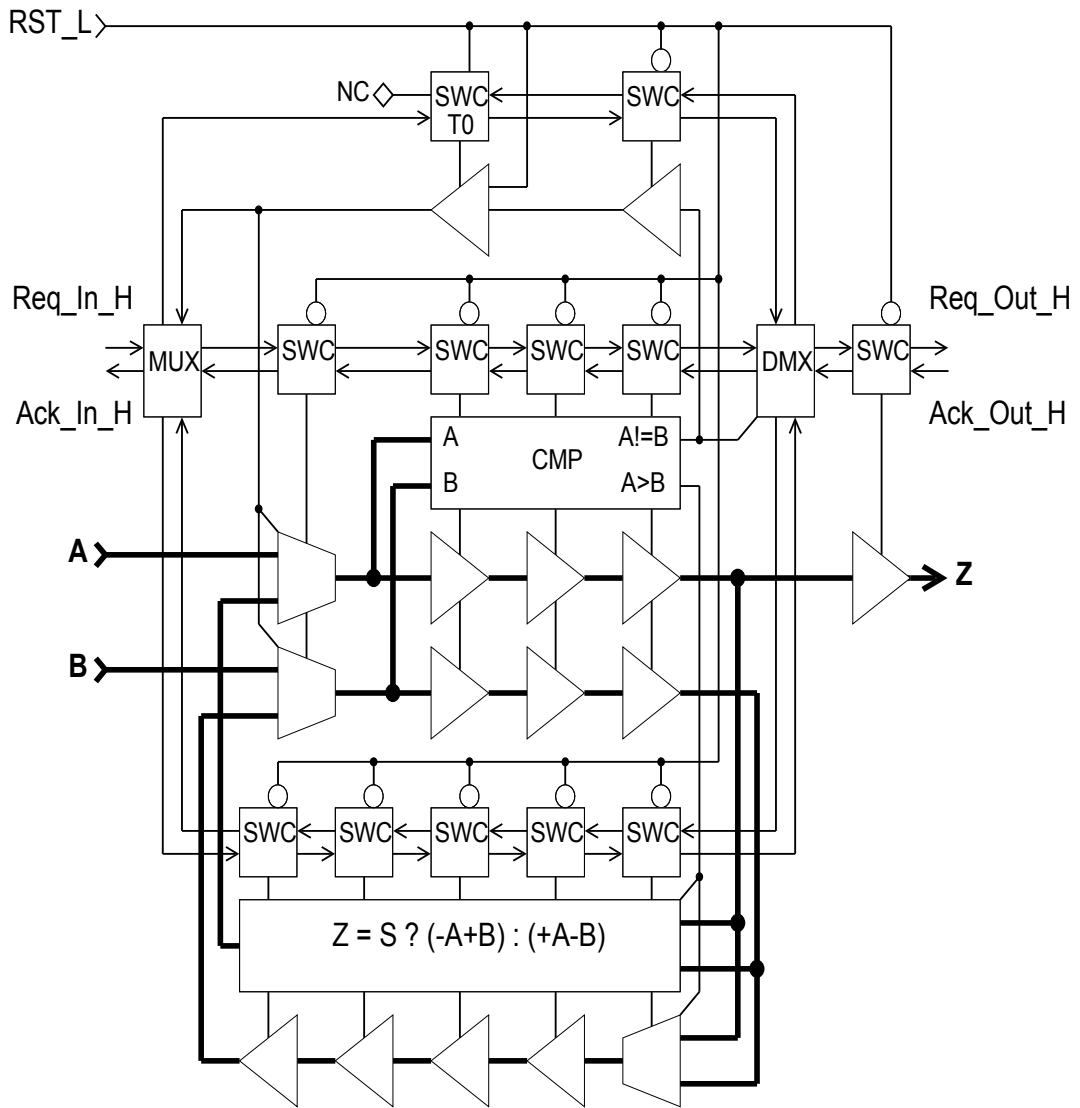 RST_L
NC
SWC
T0
SWC
Req_In_H
Req_Out_H
MUX
SWC
SWC
SWC
SWC
DMX
SWC
Ack_In_H
Ack_Out_H
A
A!=B
CMP
B
A>B
A
Z
B
SWC
SWC
SWC
SWC
SWC
Z = S ? (-A+B) : (+A-B)